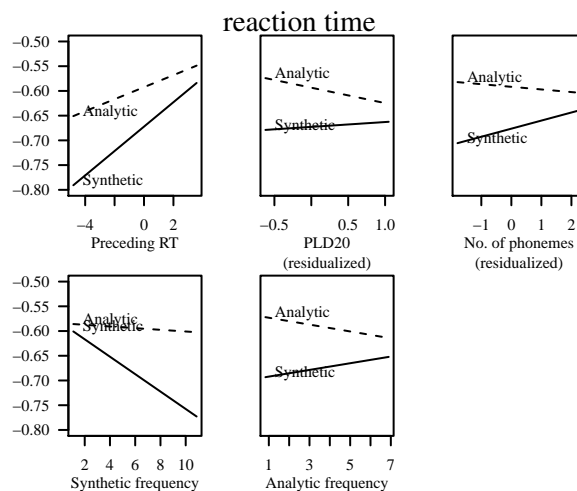 reaction time
−0.50
−0.55
−0.60
−0.65
−0.70
−0.75
−0.80
Analytic
Synthetic
−4 0 2
Preceding RT
Analytic
Synthetic
−0.5 0.5 1.0
PLD20
(residualized)
Analytic
Synthetic
−1 0 1 2
No. of phonemes
(residualized)
−0.50
−0.55
−0.60
−0.65
−0.70
−0.75
−0.80
Analytic
Synthetic
2 4 6 8 10
Synthetic frequency
Analytic
Synthetic
1 3 5 7
Analytic frequency